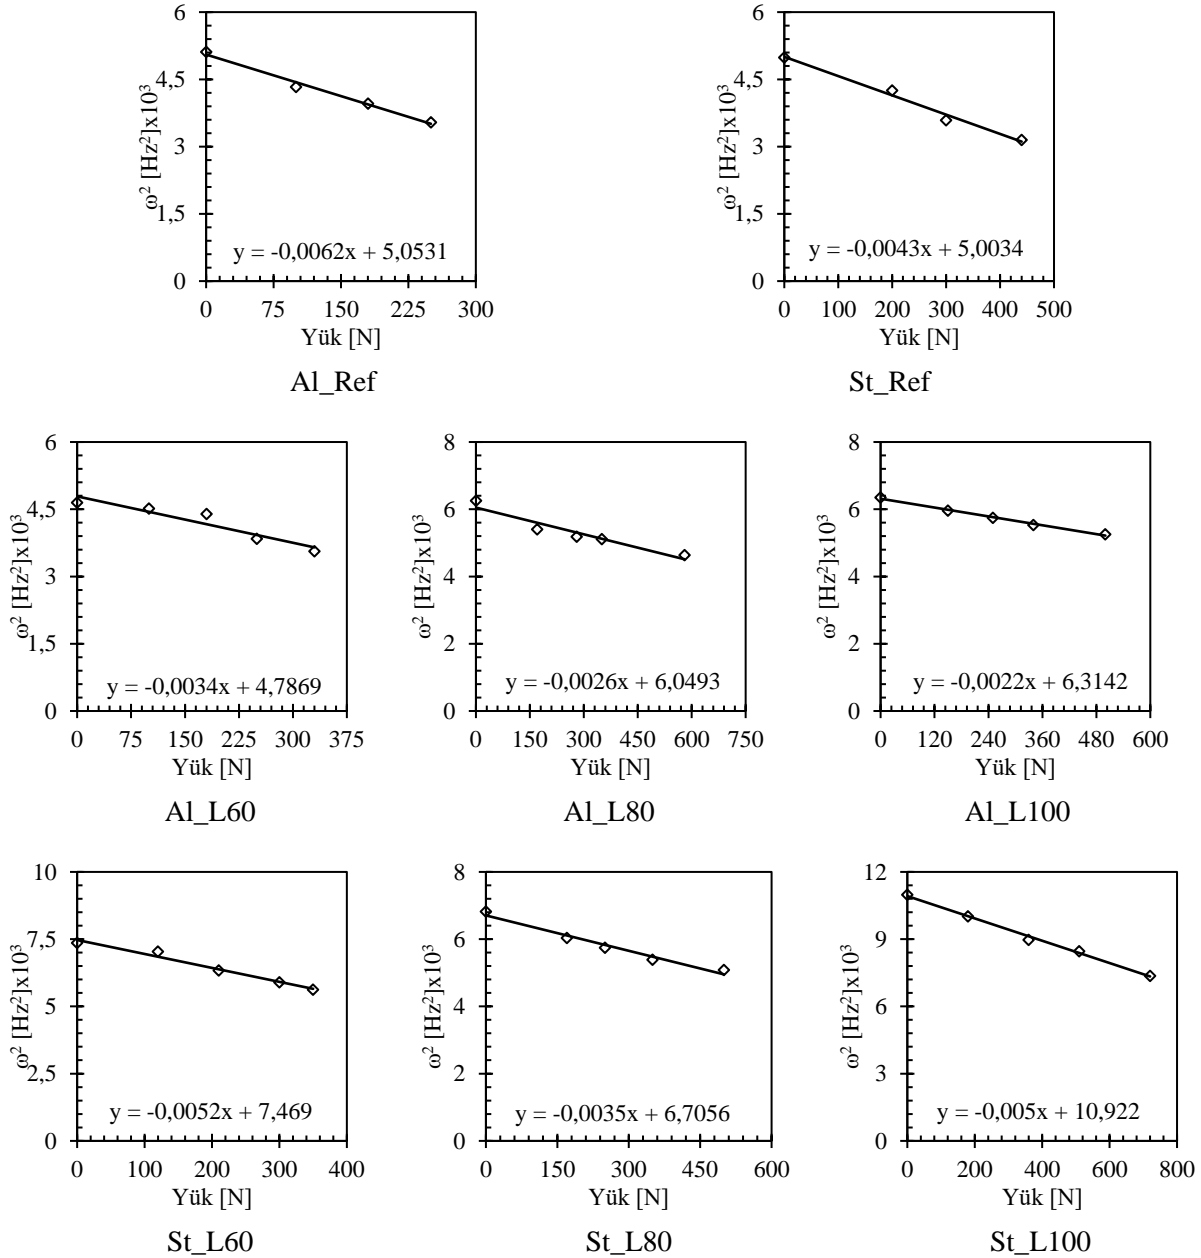 6
4,5
3
1,5
0
ω² [Hz²]x10³
y = -0,0062x + 5,0531
0 75 150 225 300
Yük [N]
Al_Ref
6
4,5
3
1,5
0
ω² [Hz²]x10³
y = -0,0043x + 5,0034
0 100 200 300 400 500
Yük [N]
St_Ref
6
4,5
3
1,5
0
ω² [Hz²]x10³
y = -0,0034x + 4,7869
0 75 150 225 300 375
Yük [N]
Al_L60
8
6
4
2
0
ω² [Hz²]x10³
y = -0,0026x + 6,0493
0 150 300 450 600 750
Yük [N]
Al_L80
8
6
4
2
0
ω² [Hz²]x10³
y = -0,0022x + 6,3142
0 120 240 360 480 600
Yük [N]
Al_L100
10
7,5
5
2,5
0
ω² [Hz²]x10³
y = -0,0052x + 7,469
0 100 200 300 400
Yük [N]
St_L60
8
6
4
2
0
ω² [Hz²]x10³
y = -0,0035x + 6,7056
0 150 300 450 600
Yük [N]
St_L80
12
9
6
3
0
ω² [Hz²]x10³
y = -0,005x + 10,922
0 200 400 600 800
Yük [N]
St_L100